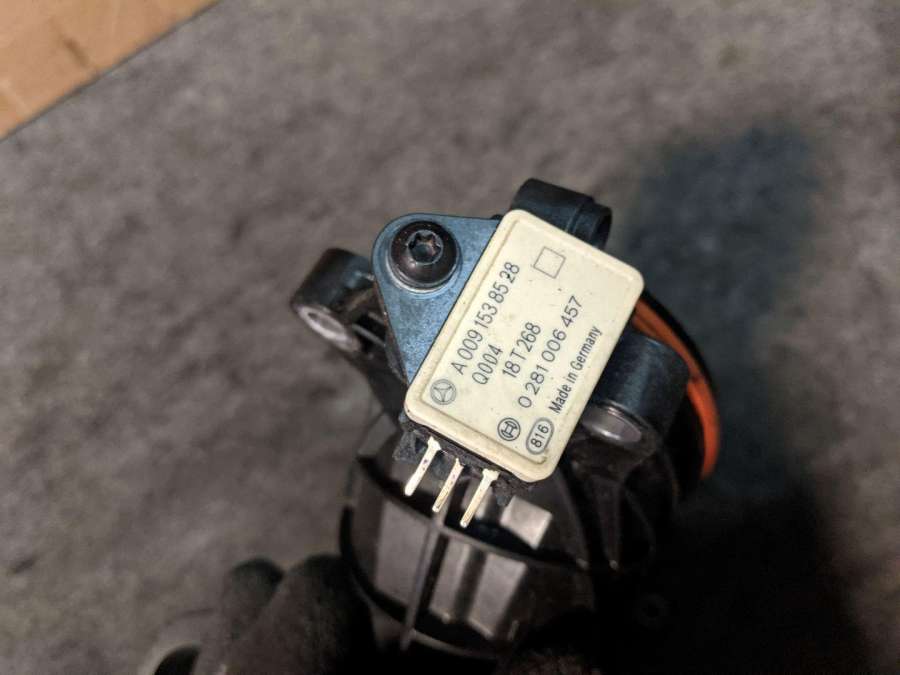 A 009 153 85 28
Q004
18T268
0 281 006 457
816 Made in Germany